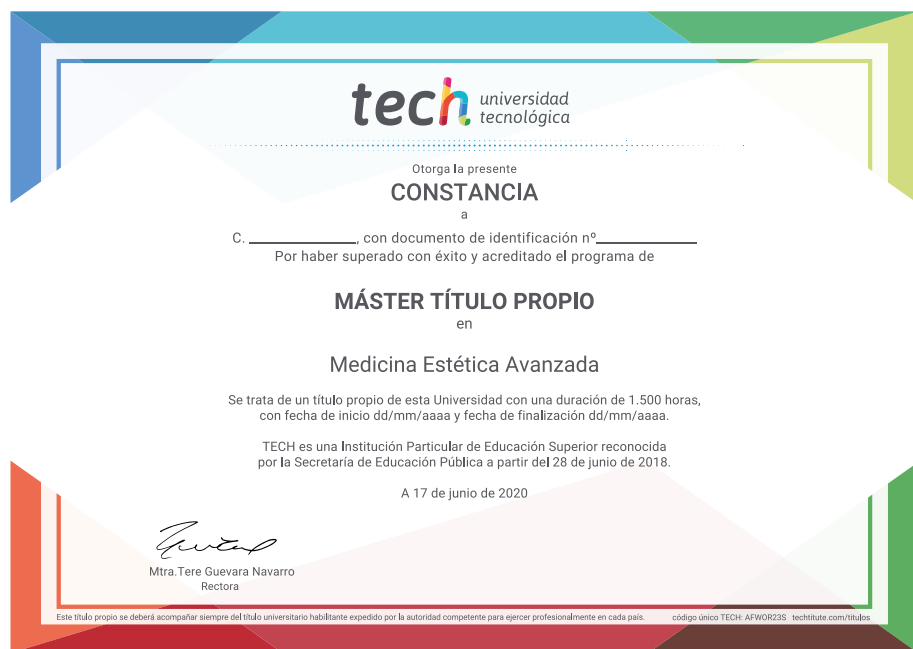 tech universidad
tecnológica
Otorga la presente
CONSTANCIA
a
C. ____________, con documento de identificación nº____________
Por haber superado con éxito y acreditado el programa de
MÁSTER TÍTULO PROPIO
en
Medicina Estética Avanzada
Se trata de un título propio de esta Universidad con una duración de 1.500 horas,
con fecha de inicio dd/mm/aaaa y fecha de finalización dd/mm/aaaa.
TECH es una Institución Particular de Educación Superior reconocida
por la Secretaría de Educación Pública a partir del 28 de junio de 2018.
A 17 de junio de 2020
Mtra.Tere Guevara Navarro
Rectora
Este título propio se deberá acompañar siempre del título universitario habilitante expedido por la autoridad competente para ejercer profesionalmente en cada país. código único TECH: AFWOR23S techtitute.com/titulos